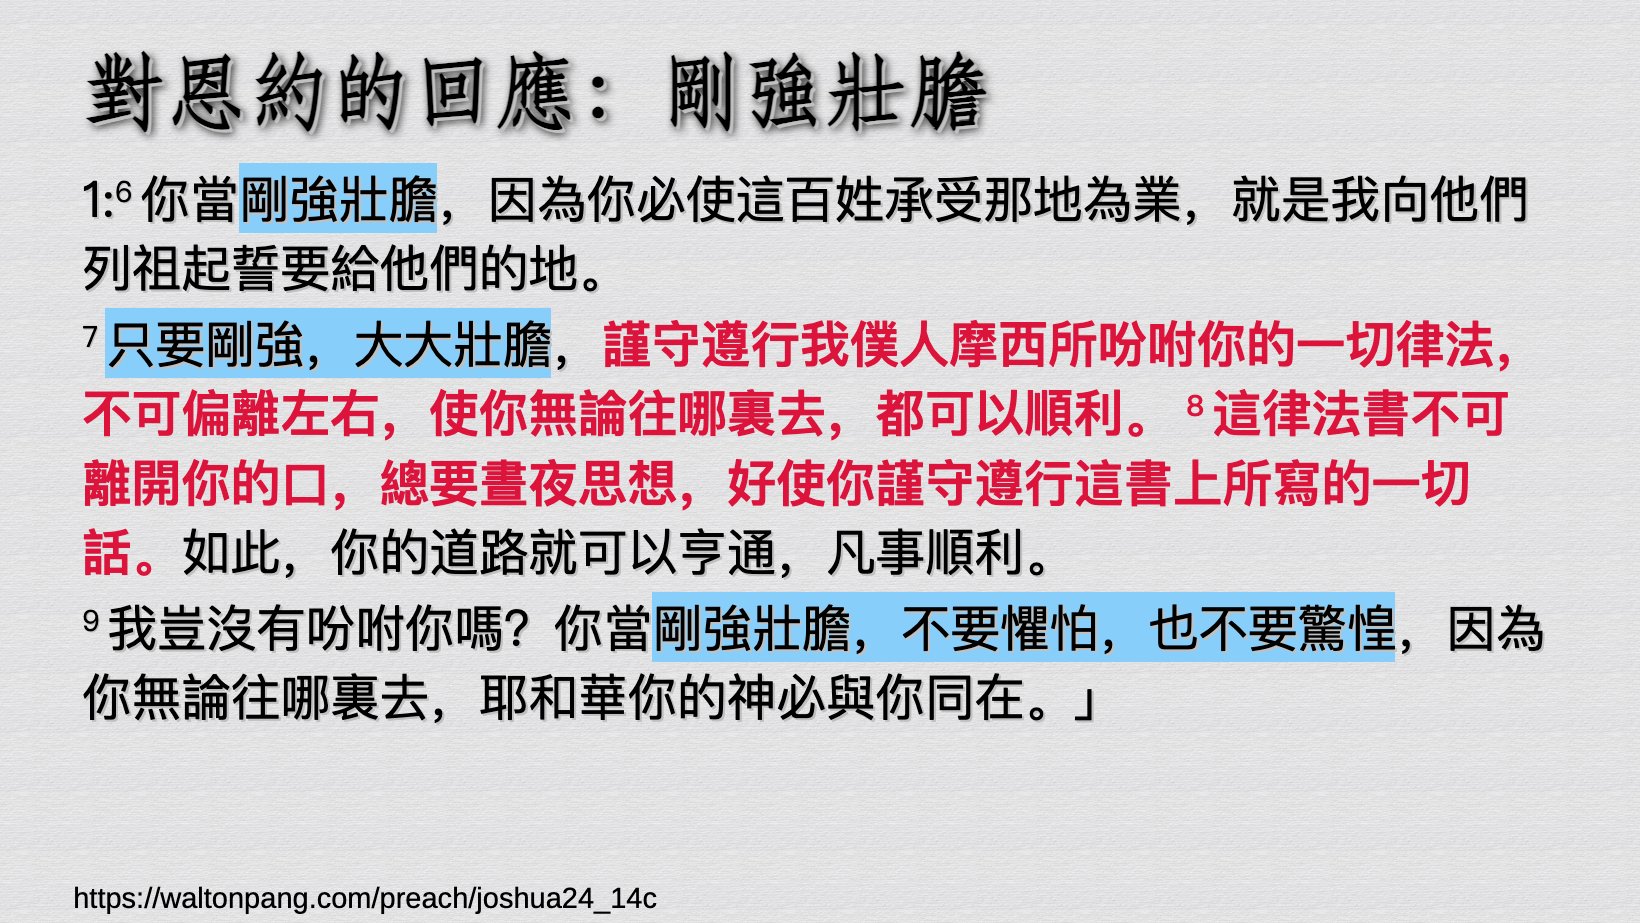 對恩約的回應：剛強壯膽
1:6 你當剛強壯膽，因為你必使這百姓承受那地為業，就是我向他們
列祖起誓要給他們的地。
7 只要剛強，大大壯膽，謹守遵行我僕人摩西所吩咐你的一切律法，
不可偏離左右，使你無論往哪裏去，都可以順利。 8 這律法書不可
離開你的口，總要晝夜思想，好使你謹守遵行這書上所寫的一切
話。如此，你的道路就可以亨通，凡事順利。
9 我豈沒有吩咐你嗎？你當剛強壯膽，不要懼怕，也不要驚惶，因為
你無論往哪裏去，耶和華你的神必與你同在。」
https://waltonpang.com/preach/joshua24_14c